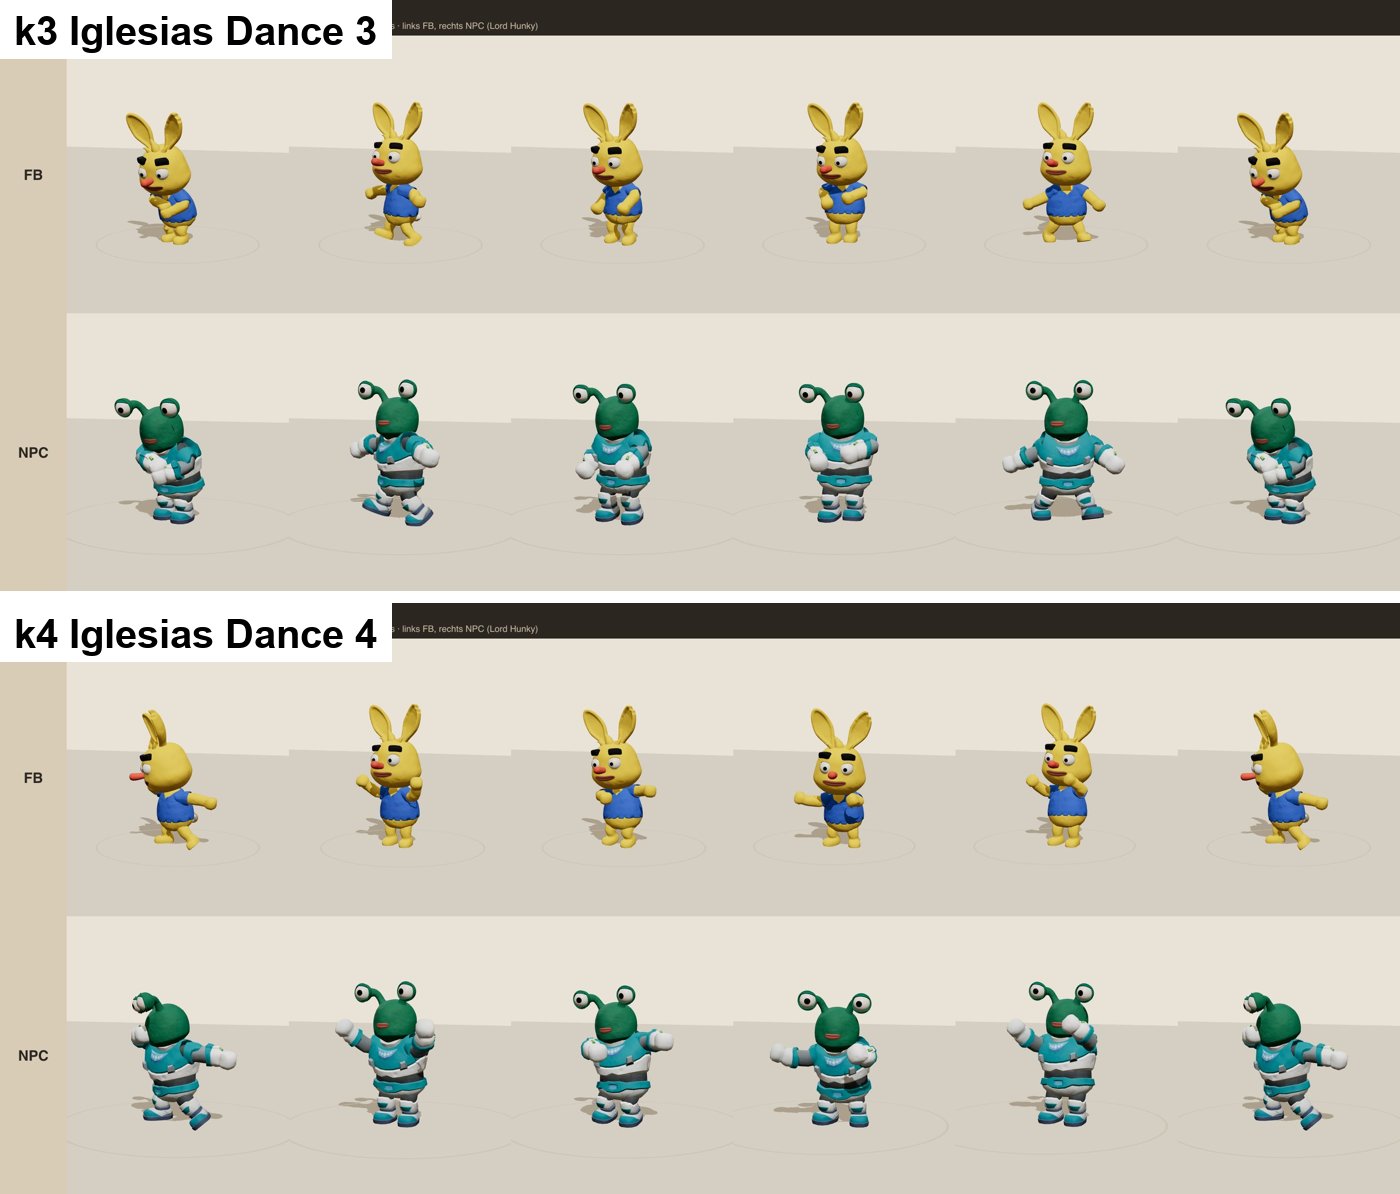 k3 Iglesias Dance 3
· links FB, rechts NPC (Lord Hunky)
FB
NPC
k4 Iglesias Dance 4
· links FB, rechts NPC (Lord Hunky)
FB
NPC